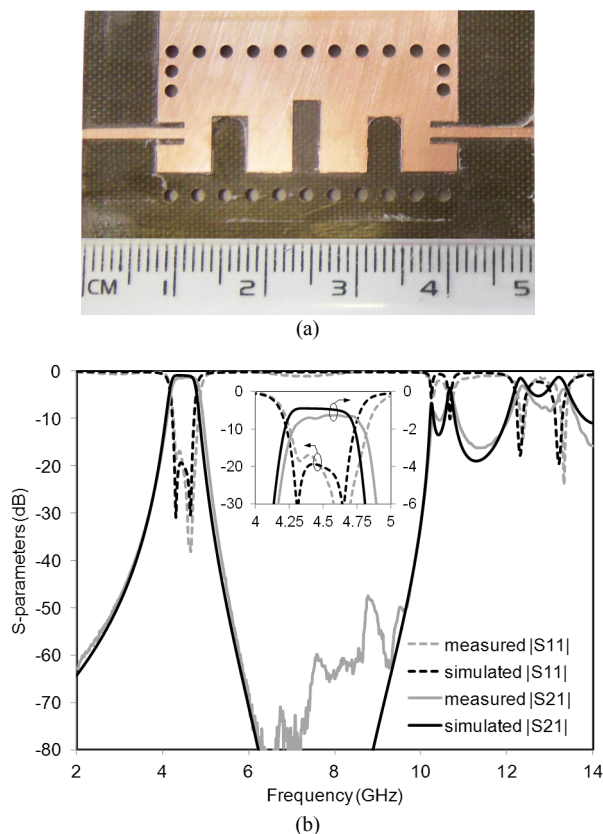 CM 1 2 3 4 5
(a)
0
-10
-20
-30
-40
-50
-60
-70
-80
S-parameters (dB)
0
-10
-20
-30
0
-2
-4
-6
4 4.25 4.5 4.75 5
measured |S11|
simulated |S11|
measured |S21|
simulated |S21|
2 4 6 8 10 12 14
Frequency (GHz)
(b)